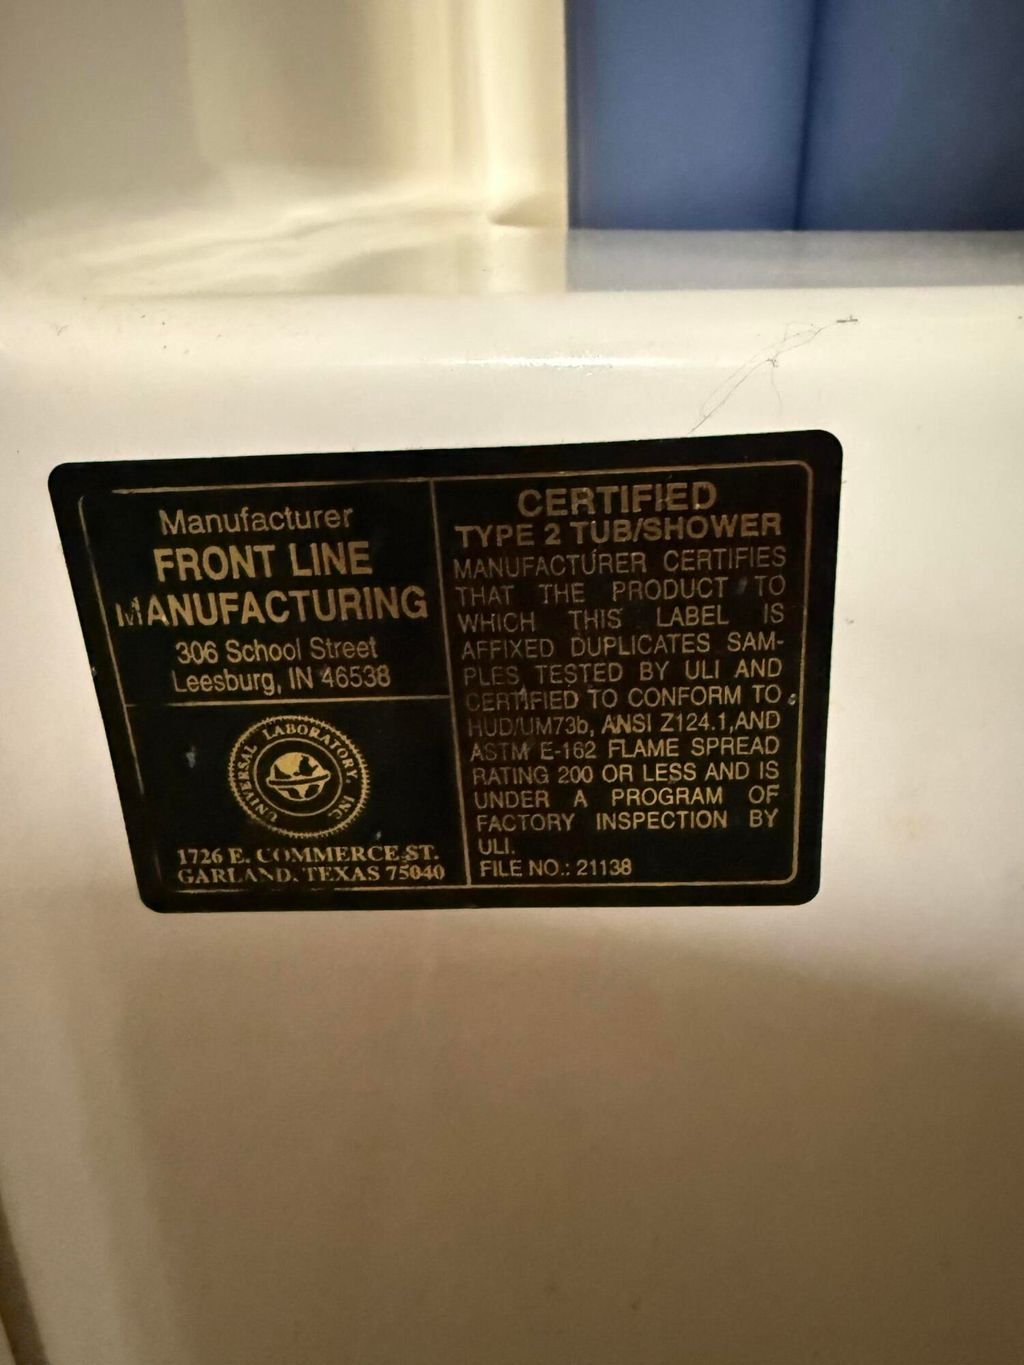 Manufacturer
FRONT LINE
MANUFACTURING
306 School Street
Leesburg, IN 46538
UNIVERSAL LABORATORY, INC.
1726 E. COMMERCE ST.
GARLAND, TEXAS 75040
CERTIFIED
TYPE 2 TUB/SHOWER
MANUFACTURER CERTIFIES
THAT THE PRODUCT TO
WHICH THIS LABEL IS
AFFIXED DUPLICATES SAM-
PLES TESTED BY ULI AND
CERTIFIED TO CONFORM TO
HUD/UM73b, ANSI Z124.1,AND
ASTM E-162 FLAME SPREAD
RATING 200 OR LESS AND IS
UNDER A PROGRAM OF
FACTORY INSPECTION BY
ULI.
FILE NO.: 21138